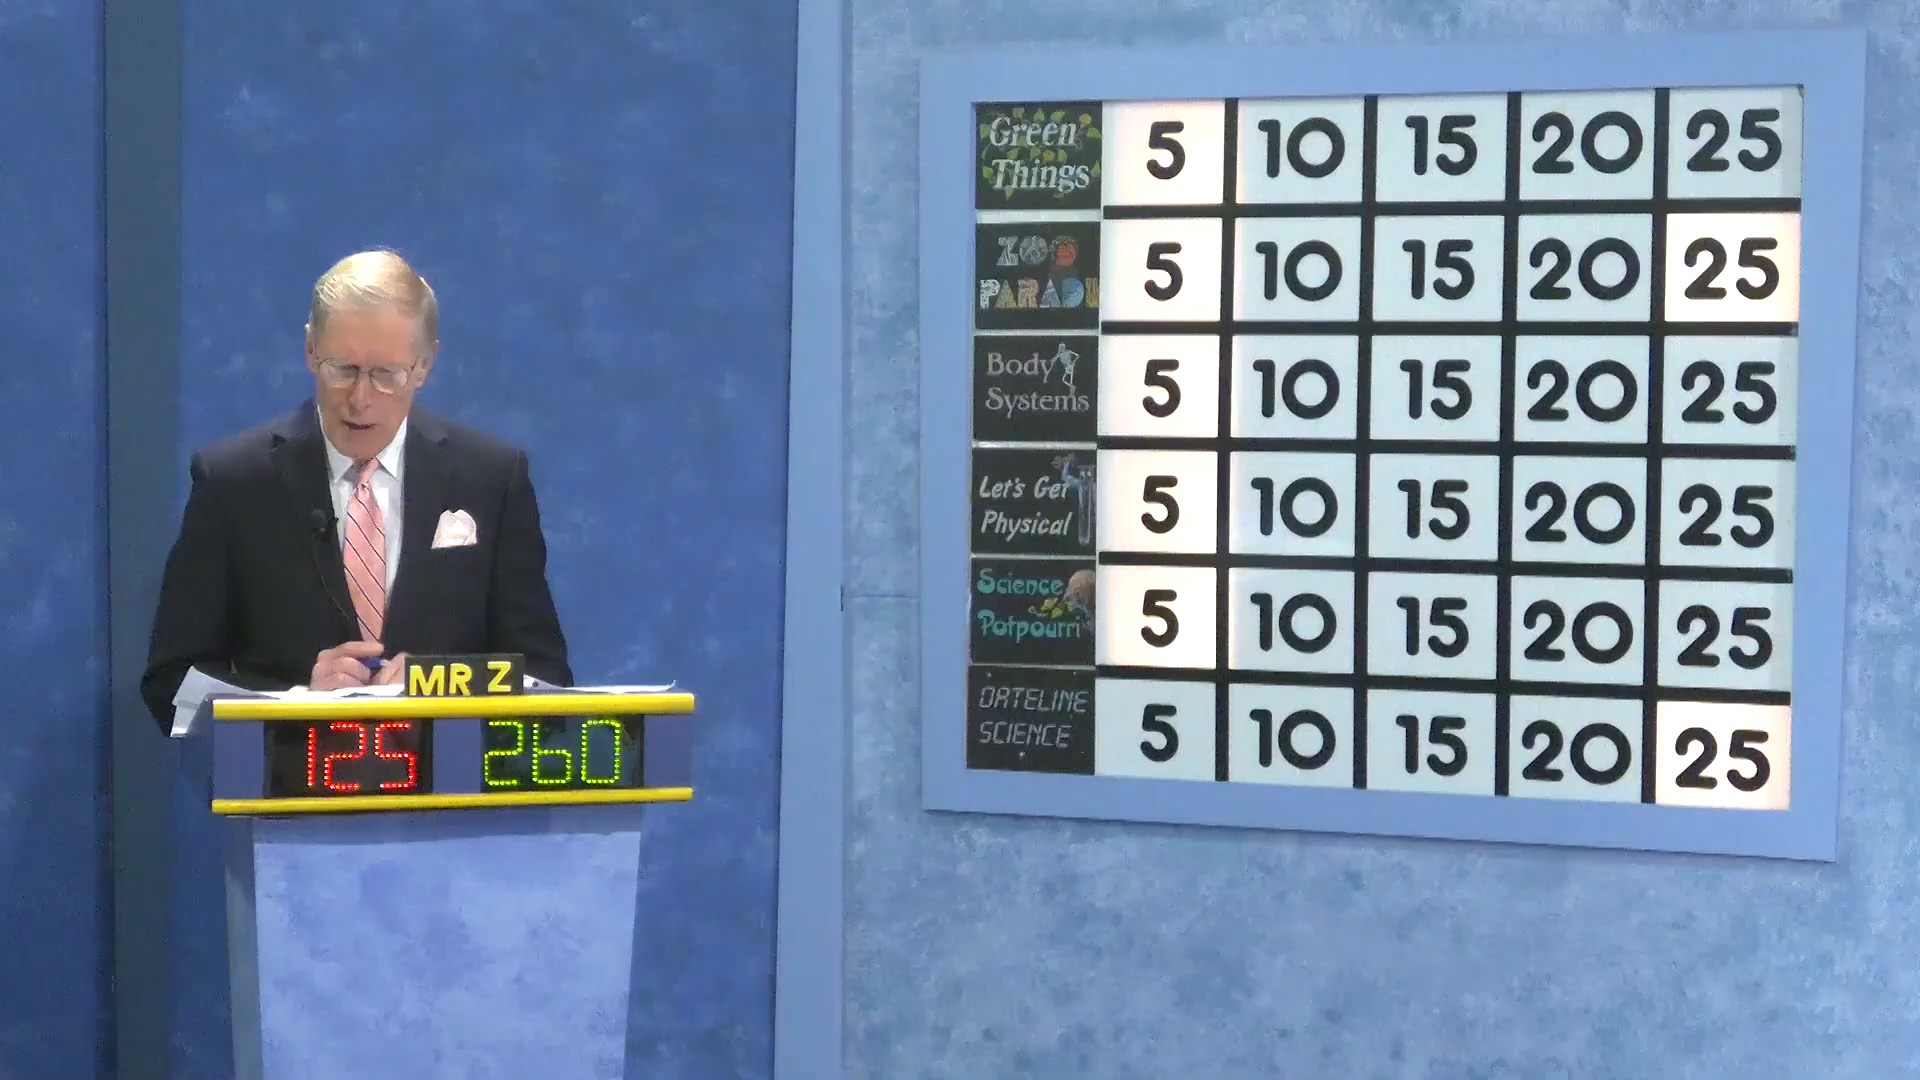 Green
Things
5 10 15 20 25
ZOO
PARADE
5 10 15 20 25
Body
Systems
5 10 15 20 25
Let's Get
Physical
5 10 15 20 25
Science
Potpourri
5 10 15 20 25
DATELINE
SCIENCE
5 10 15 20 25
MR Z
125 260